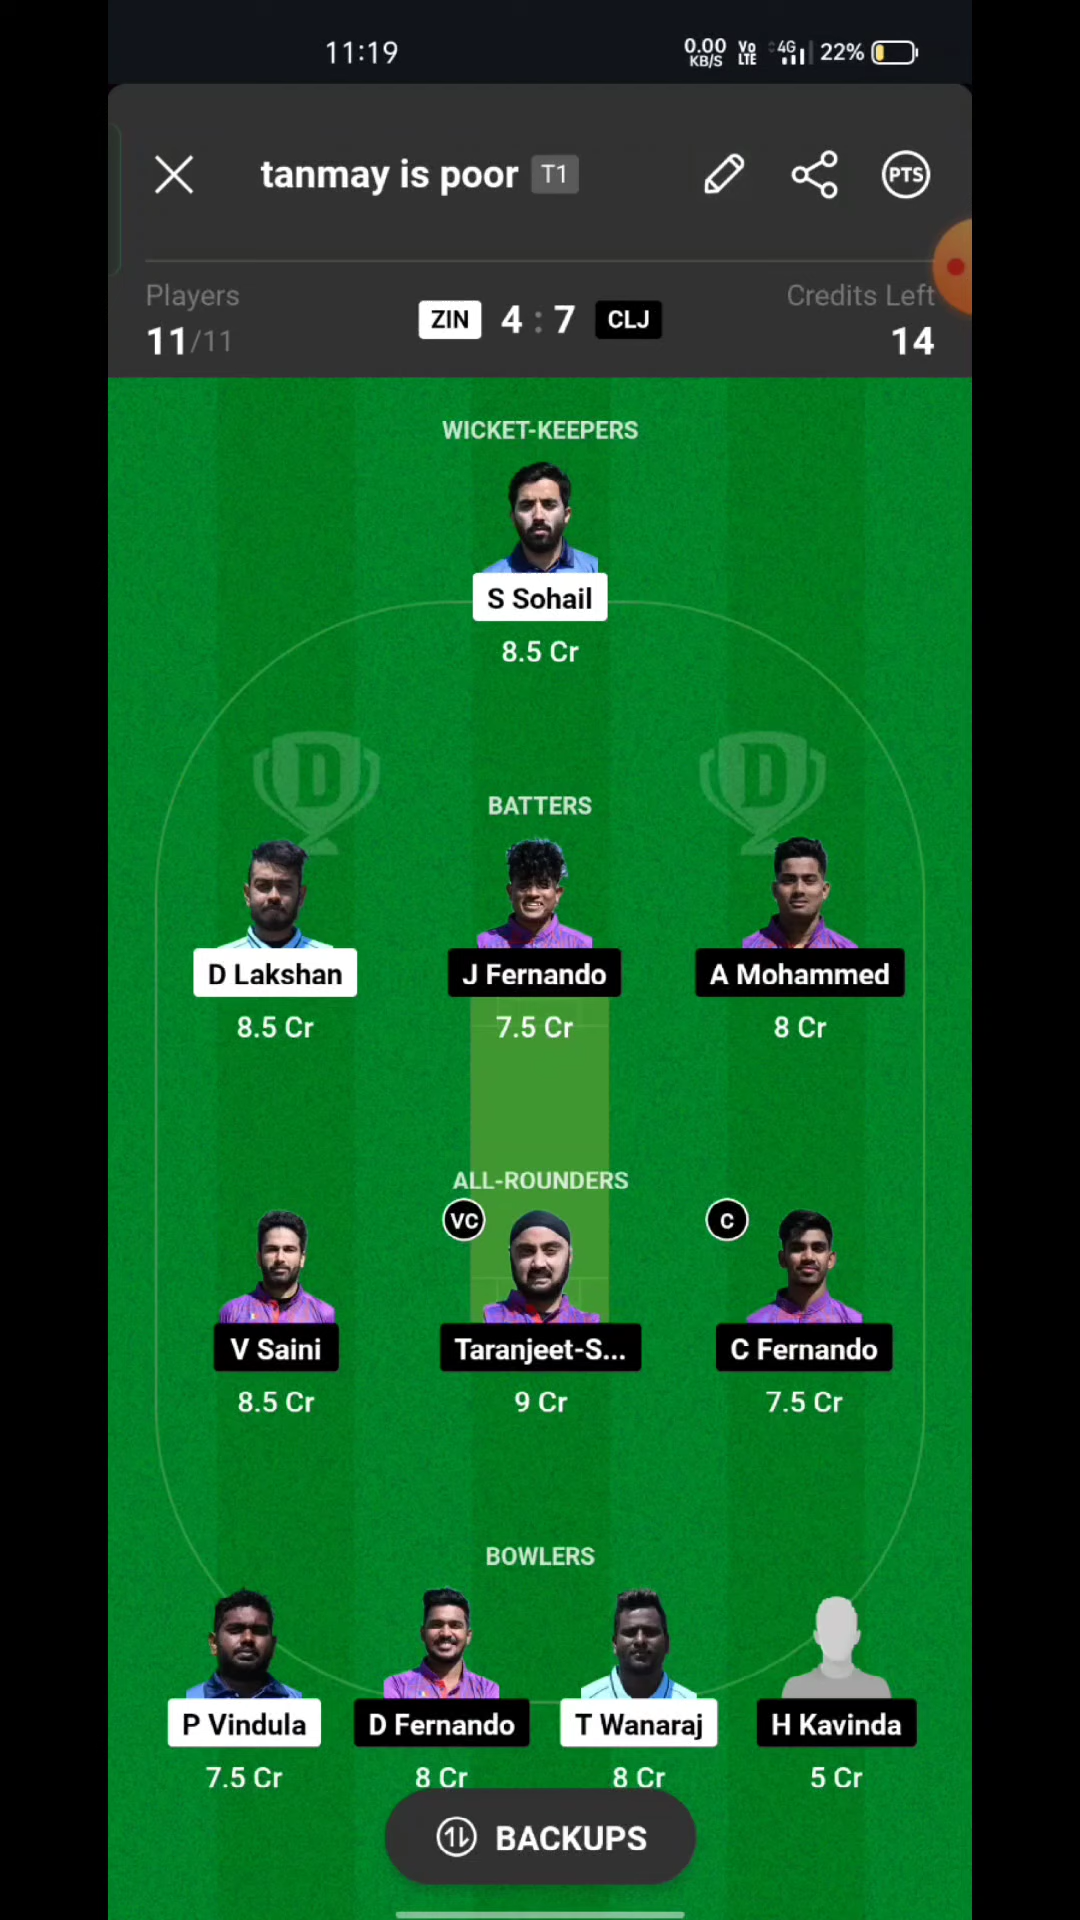 11:19
0.00 KB/S Vo LTE 4G 22%
tanmay is poor T1
PTS
Players
Credits Left
11/11
ZIN 4 : 7 CLJ
14
WICKET-KEEPERS
S Sohail
8.5 Cr
D D
BATTERS
D Lakshan J Fernando A Mohammed
8.5 Cr 7.5 Cr 8 Cr
ALL-ROUNDERS
VC C
V Saini Taranjeet-S... C Fernando
8.5 Cr 9 Cr 7.5 Cr
BOWLERS
P Vindula D Fernando T Wanaraj H Kavinda
7.5 Cr 8 Cr 8 Cr 5 Cr
BACKUPS